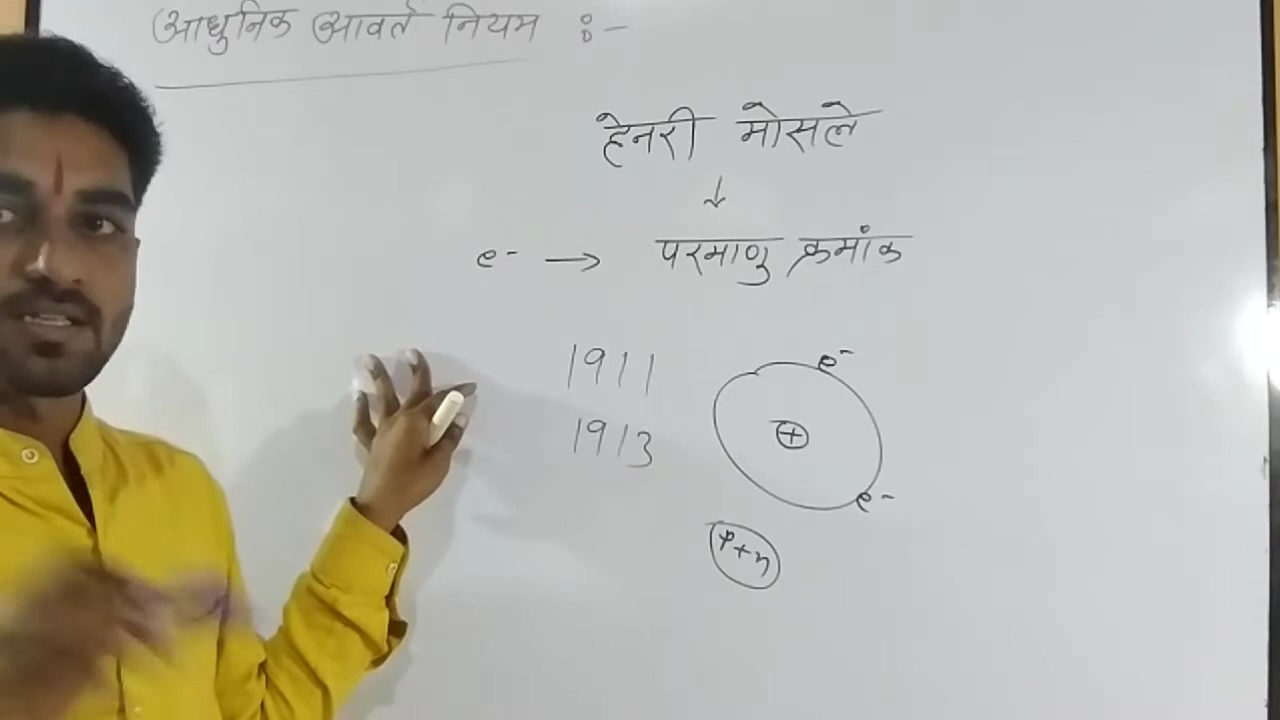 आधुनिक आवर्त नियम :-
हेनरी मोसले
↓
e- → परमाणु क्रमांक
1911
1913
e-
+
e-
p+n